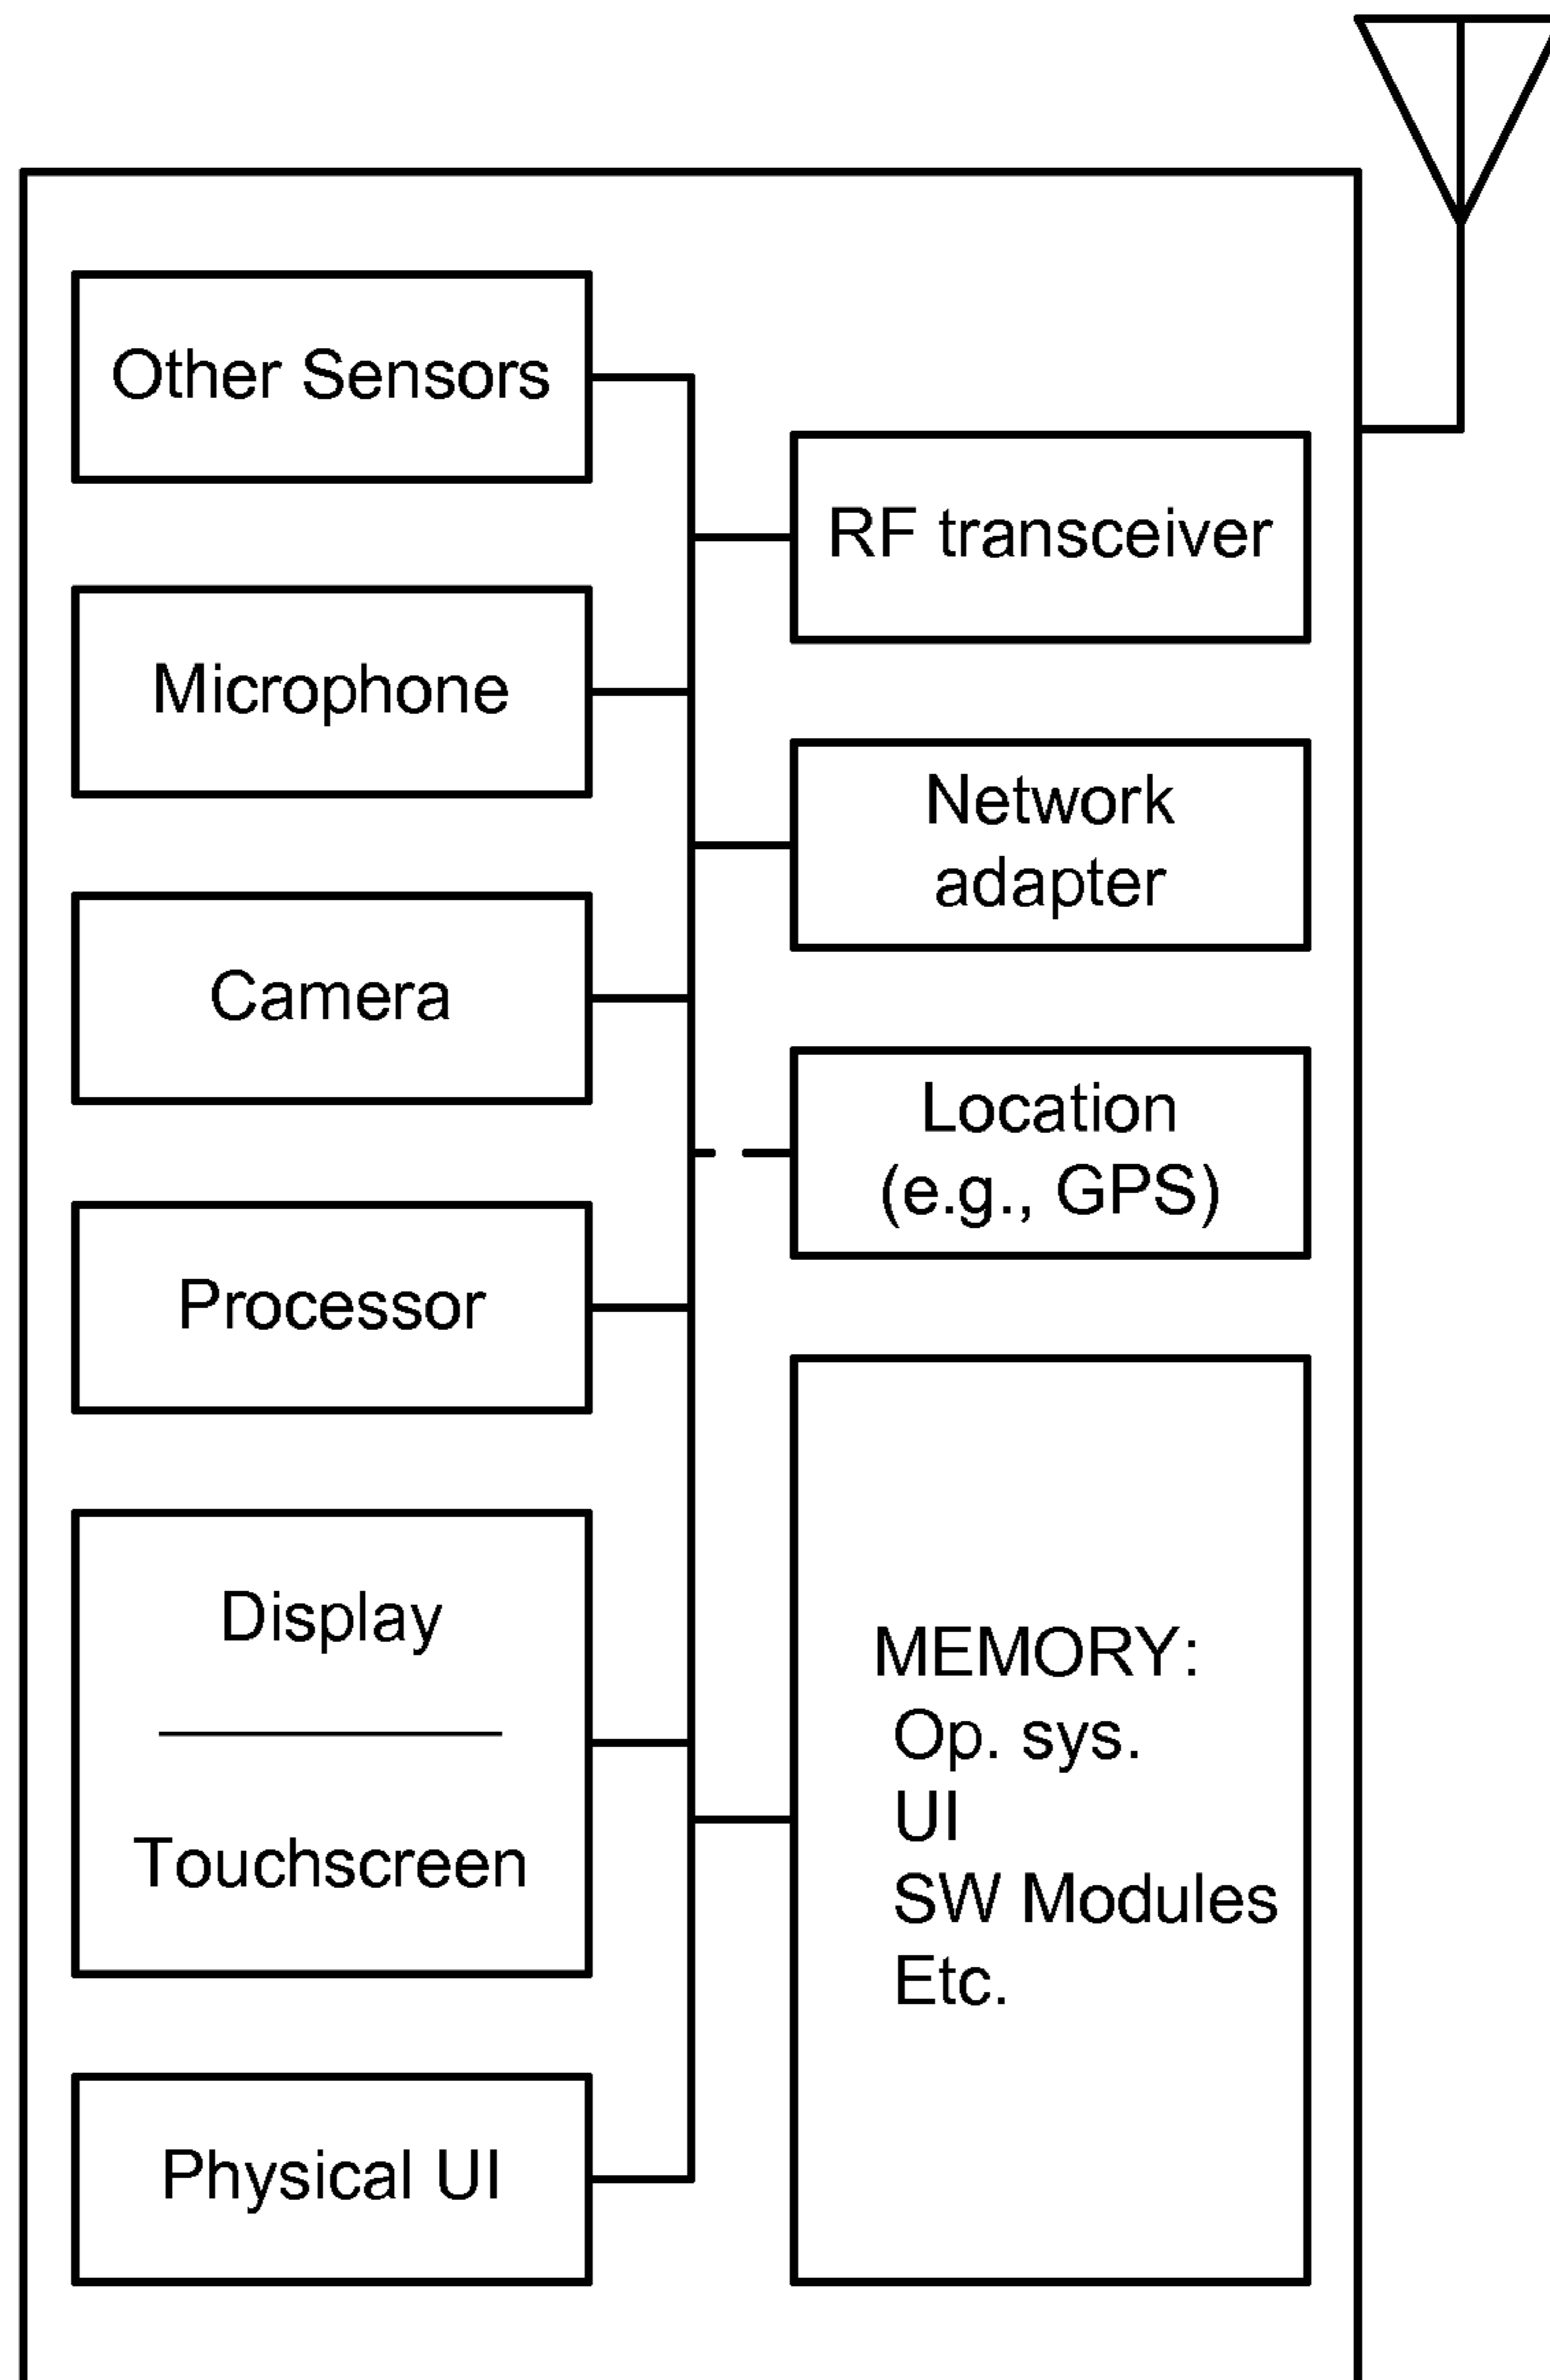 Other Sensors
RF transceiver
Microphone
Network
adapter
Camera
Location
(e.g., GPS)
Processor
Display
Touchscreen
MEMORY:
Op. sys.
UI
SW Modules
Etc.
Physical UI